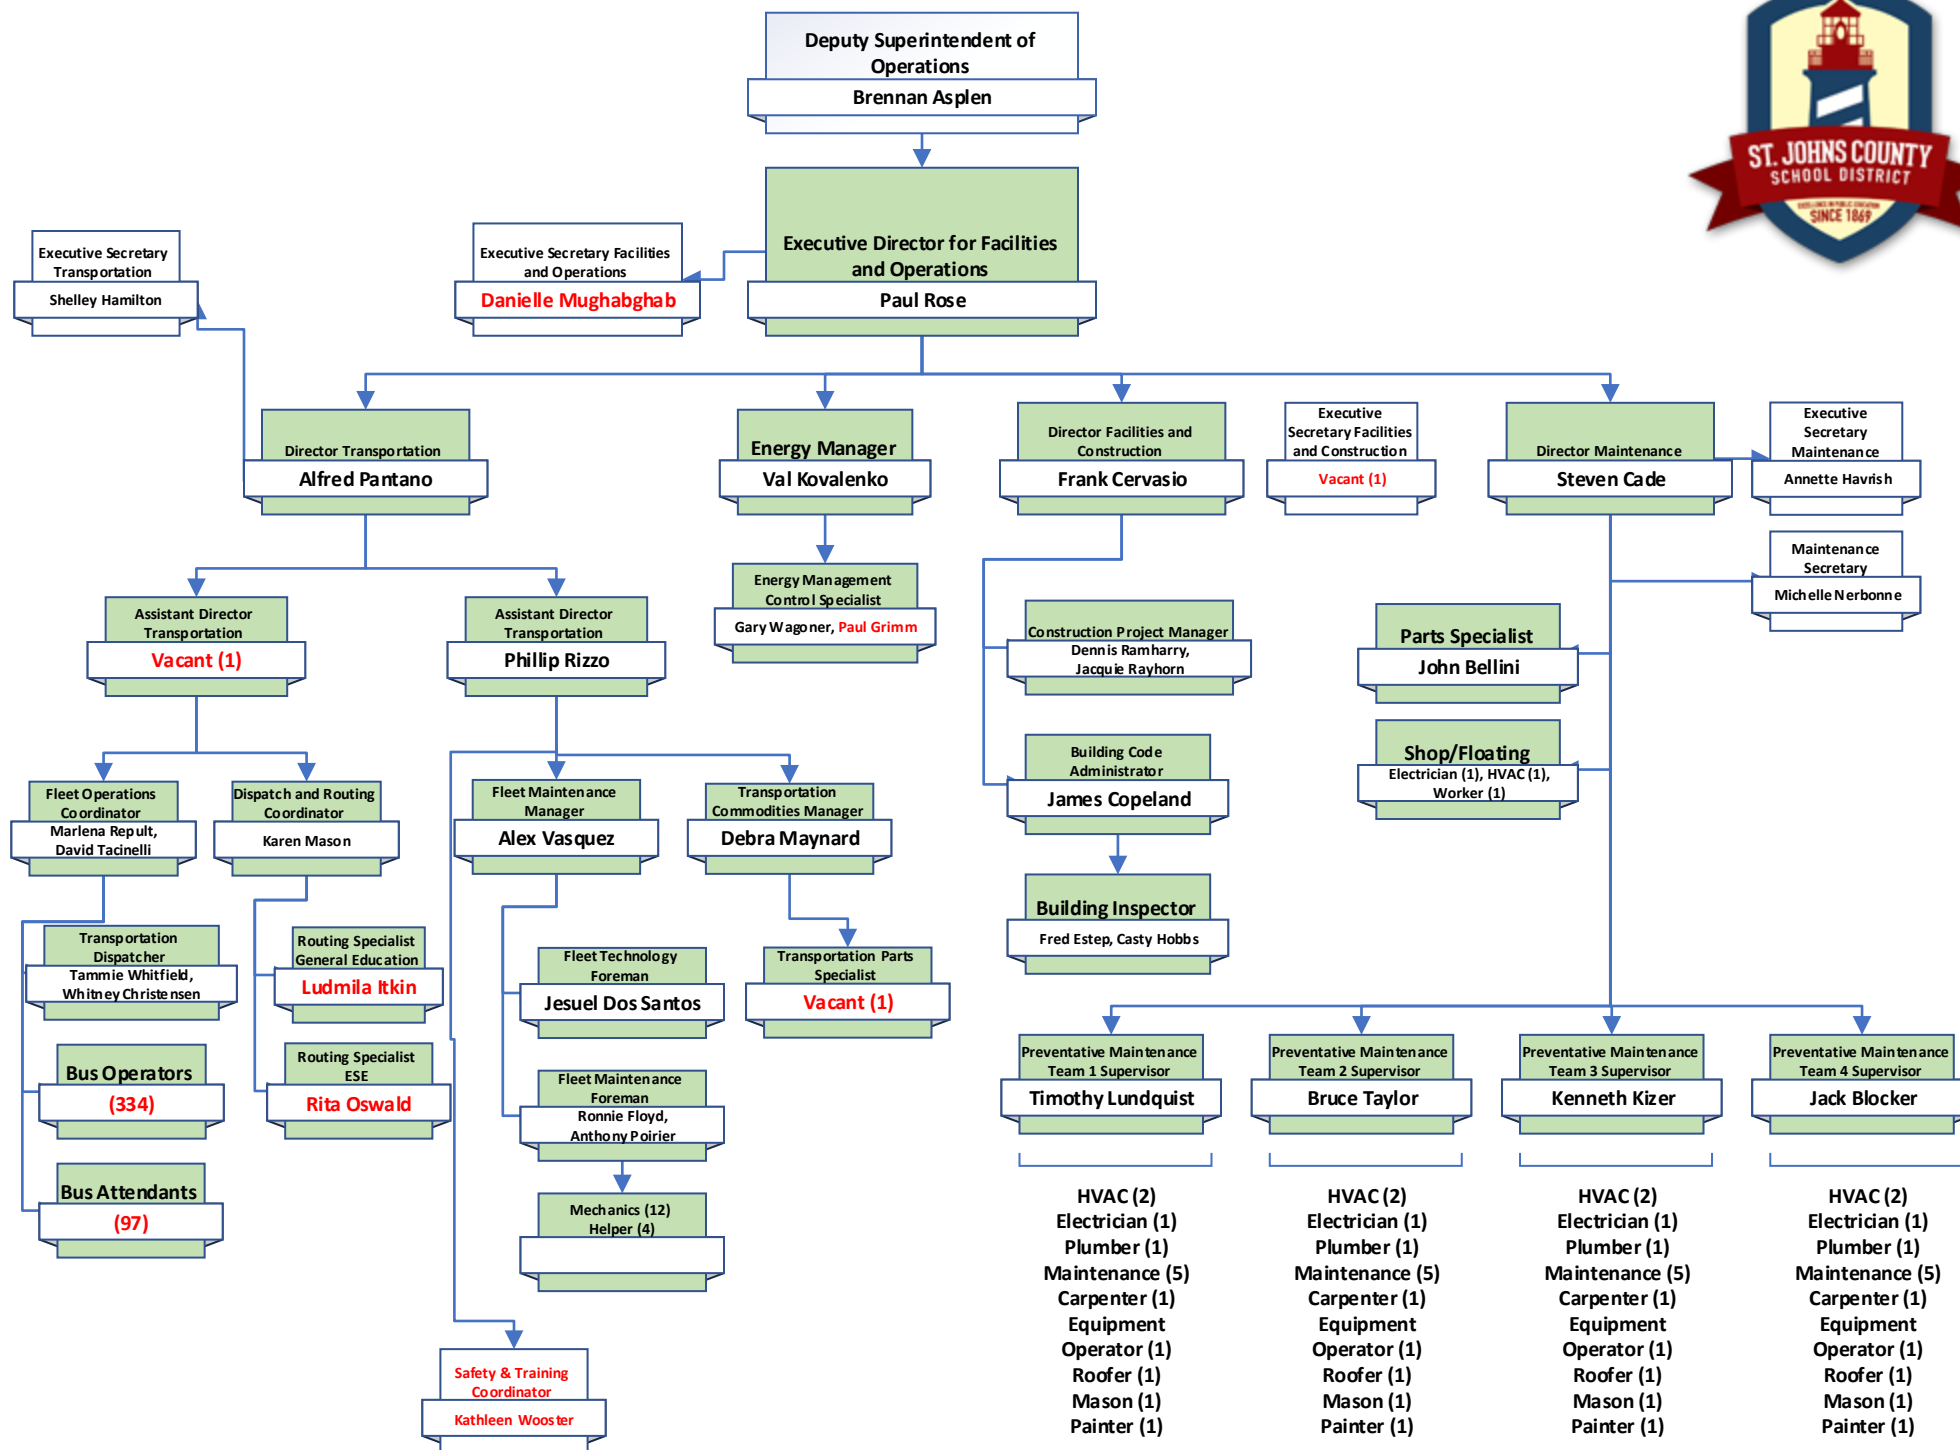 Deputy Superintendent of
Operations
Brennan Asplen
ST. JOHNS COUNTY
SCHOOL DISTRICT
EXCELLENCE IN PUBLIC EDUCATION
SINCE 1869
Executive Director for Facilities
and Operations
Paul Rose
Executive Secretary Facilities
and Operations
Danielle Mughabghab
Executive Secretary
Transportation
Shelley Hamilton
Director Transportation
Alfred Pantano
Energy Manager
Val Kovalenko
Director Facilities and
Construction
Frank Cervasio
Executive
Secretary Facilities
and Construction
Vacant (1)
Director Maintenance
Steven Cade
Executive
Secretary
Maintenance
Annette Havrish
Maintenance
Secretary
Michelle Nerbonne
Assistant Director
Transportation
Vacant (1)
Assistant Director
Transportation
Phillip Rizzo
Energy Management
Control Specialist
Gary Wagoner, Paul Grimm
Construction Project Manager
Dennis Ramharry,
Jacquie Rayhorn
Parts Specialist
John Bellini
Shop/Floating
Electrician (1), HVAC (1),
Worker (1)
Building Code
Administrator
James Copeland
Building Inspector
Fred Estep, Casty Hobbs
Fleet Operations
Coordinator
Marlena Repult,
David Tacinelli
Dispatch and Routing
Coordinator
Karen Mason
Fleet Maintenance
Manager
Alex Vasquez
Transportation
Commodities Manager
Debra Maynard
Transportation
Dispatcher
Tammie Whitfield,
Whitney Christensen
Bus Operators
(334)
Bus Attendants
(97)
Routing Specialist
General Education
Ludmila Itkin
Routing Specialist
ESE
Rita Oswald
Fleet Technology
Foreman
Jesuel Dos Santos
Fleet Maintenance
Foreman
Ronnie Floyd,
Anthony Poirier
Mechanics (12)
Helper (4)
Transportation Parts
Specialist
Vacant (1)
Safety & Training
Coordinator
Kathleen Wooster
Preventative Maintenance
Team 1 Supervisor
Timothy Lundquist
HVAC (2)
Electrician (1)
Plumber (1)
Maintenance (5)
Carpenter (1)
Equipment
Operator (1)
Roofer (1)
Mason (1)
Painter (1)
Preventative Maintenance
Team 2 Supervisor
Bruce Taylor
HVAC (2)
Electrician (1)
Plumber (1)
Maintenance (5)
Carpenter (1)
Equipment
Operator (1)
Roofer (1)
Mason (1)
Painter (1)
Preventative Maintenance
Team 3 Supervisor
Kenneth Kizer
HVAC (2)
Electrician (1)
Plumber (1)
Maintenance (5)
Carpenter (1)
Equipment
Operator (1)
Roofer (1)
Mason (1)
Painter (1)
Preventative Maintenance
Team 4 Supervisor
Jack Blocker
HVAC (2)
Electrician (1)
Plumber (1)
Maintenance (5)
Carpenter (1)
Equipment
Operator (1)
Roofer (1)
Mason (1)
Painter (1)